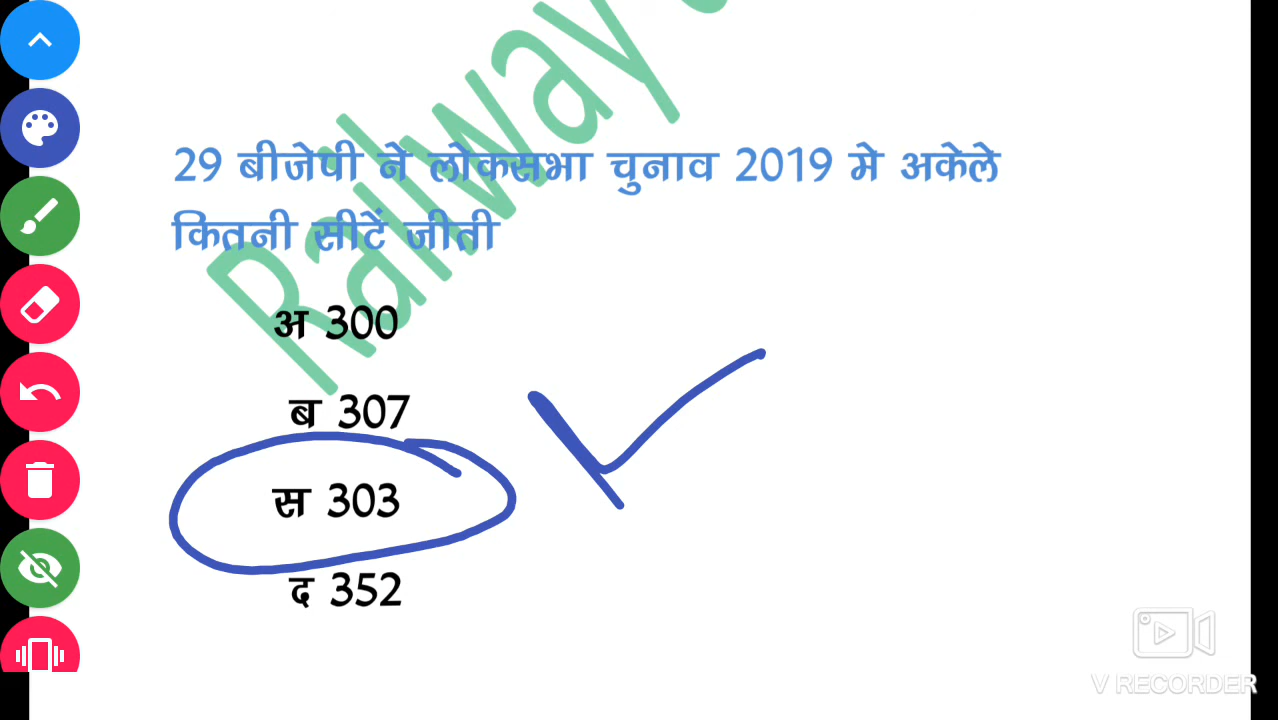 Railway
29 बीजेपी ने लोकसभा चुनाव 2019 मे अकेले
कितनी सीटें जीती
अ 300
ब 307
स 303
द 352
V RECORDER